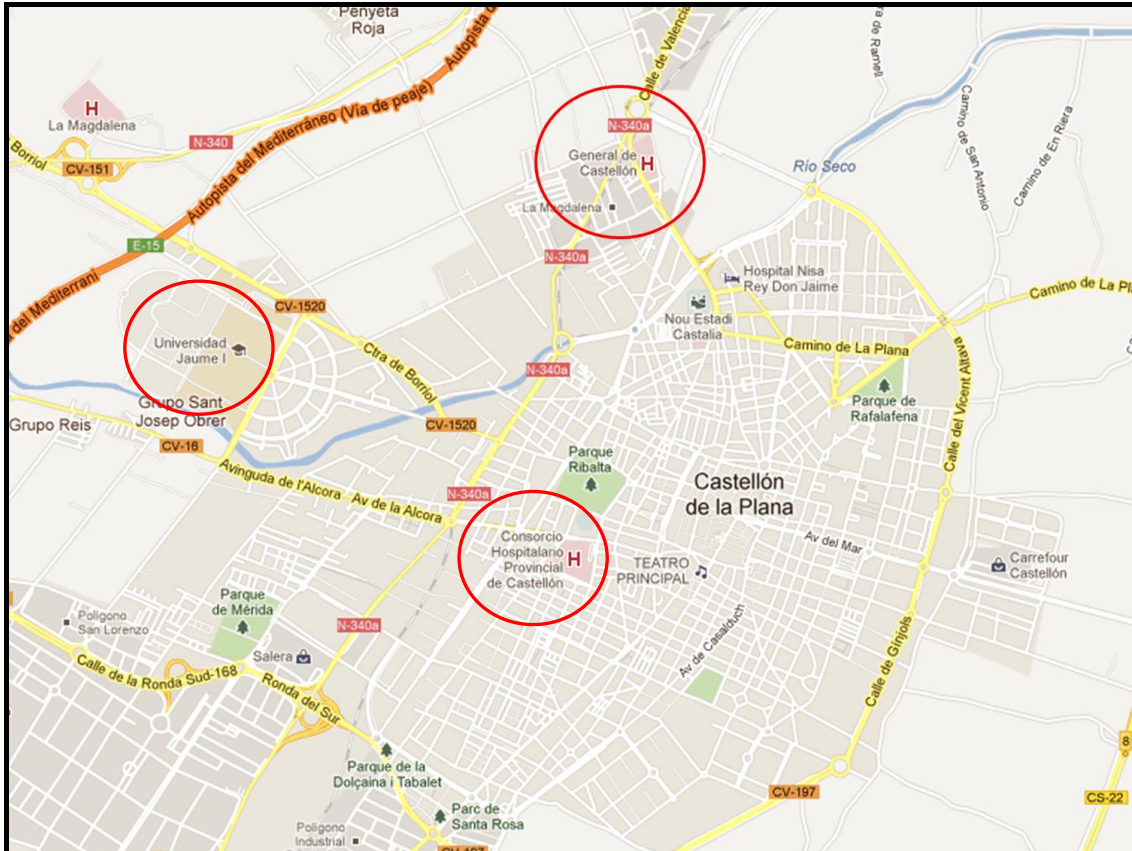 Penyeta
Roja
Autopista d
Calle de Valencia
a de Ramell
H
La Magdalena
Autopista del Mediterráneo (Vía de peaje)
N-340
N-340a
General de
Castellón
H
Camino de San Antonio
Camino de En Riera
Borriol
CV-151
Río Seco
La Magdalena
E-15
N-340a
Hospital Nisa
Rey Don Jaime
Camino de La Pl
a del Mediterrani
CV-1520
Nou Estadi
Castalia
Universidad
Jaume I
Ctra de Borriol
Camino de La Plana
N-340a
Calle del Vicent Altava
Parque de
Rafalafena
Grupo Sant
Josep Obrer
Grupo Reis
CV-1520
CV-16
Parque
Ribalta
Avinguda de l'Alcora
Av de la Alcora
N-340a
Castellón
de la Plana
Consorcio
Hospitalario
Provincial
de Castellón
H
Av del Mar
TEATRO
PRINCIPAL
Carrefour
Castellón
Parque
de Mérida
Polígono
San Lorenzo
N-340a
Av de Casalduch
Calle de Ginjols
Salera
Calle de la Ronda Sud-168
Ronda del Sur
8
Parque de la
Dolçaina i Tabalet
CV-197
CS-22
Parc de
Santa Rosa
Polígono
Industrial